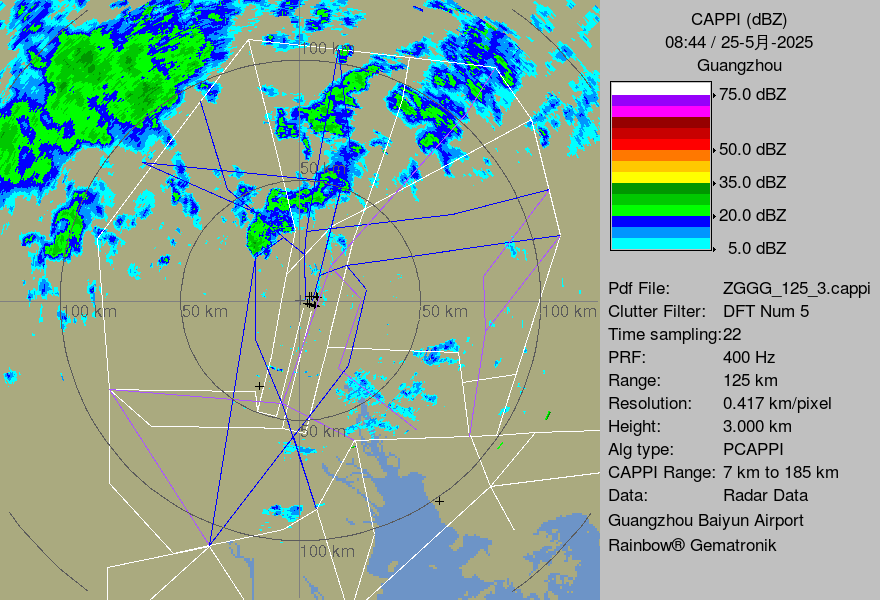 CAPPI (dBZ)
08:44 / 25-5月-2025
Guangzhou
75.0 dBZ
50.0 dBZ
35.0 dBZ
20.0 dBZ
5.0 dBZ
Pdf File: ZGGG_125_3.cappi
Clutter Filter: DFT Num 5
Time sampling:22
PRF: 400 Hz
Range: 125 km
Resolution: 0.417 km/pixel
Height: 3.000 km
Alg type: PCAPPI
CAPPI Range: 7 km to 185 km
Data: Radar Data
Guangzhou Baiyun Airport
Rainbow® Gematronik
100 km
50 km
100 km
50 km
50 km
100 km
50 km
100 km